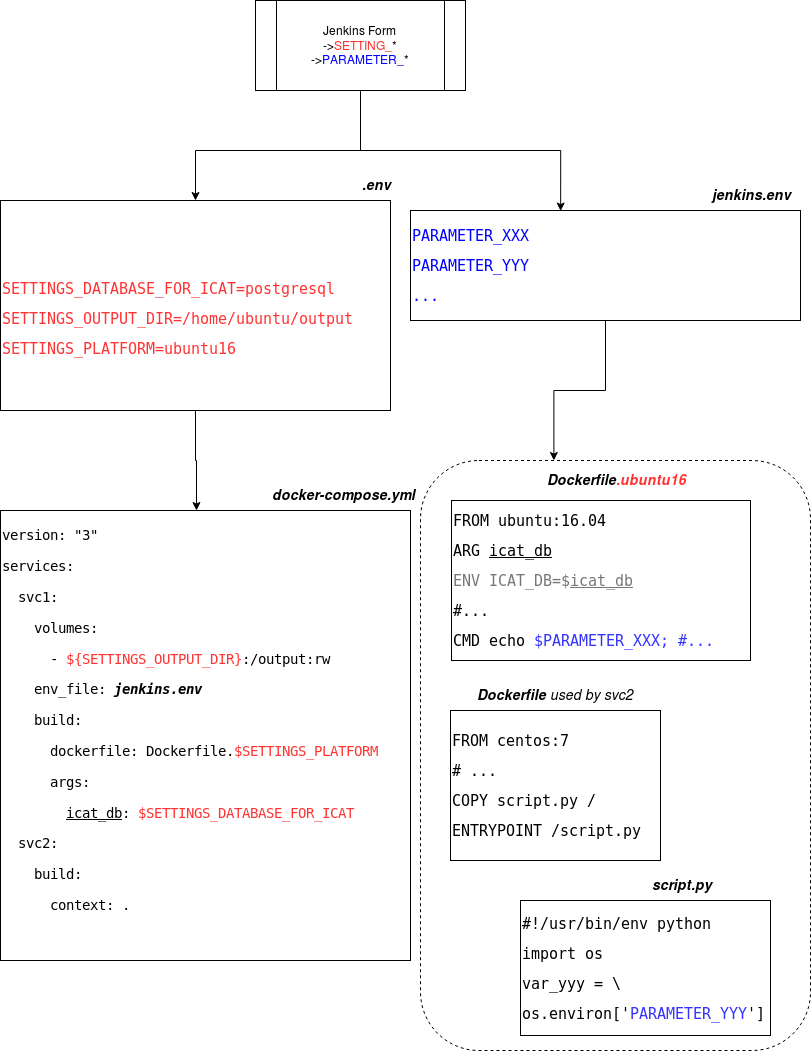 Jenkins Form
->SETTING_*
->PARAMETER_*
.env
SETTINGS_DATABASE_FOR_ICAT=postgresql
SETTINGS_OUTPUT_DIR=/home/ubuntu/output
SETTINGS_PLATFORM=ubuntu16
jenkins.env
PARAMETER_XXX
PARAMETER_YYY
...
docker-compose.yml
version: "3"
services:
  svc1:
    volumes:
      - ${SETTINGS_OUTPUT_DIR}:/output:rw
    env_file: jenkins.env
    build:
      dockerfile: Dockerfile.$SETTINGS_PLATFORM
      args:
        icat_db: $SETTINGS_DATABASE_FOR_ICAT
  svc2:
    build:
      context: .
Dockerfile.ubuntu16
FROM ubuntu:16.04
ARG icat_db
ENV ICAT_DB=$icat_db
#...
CMD echo $PARAMETER_XXX; #...
Dockerfile used by svc2
FROM centos:7
# ...
COPY script.py /
ENTRYPOINT /script.py
script.py
#!/usr/bin/env python
import os
var_yyy = \
os.environ['PARAMETER_YYY']